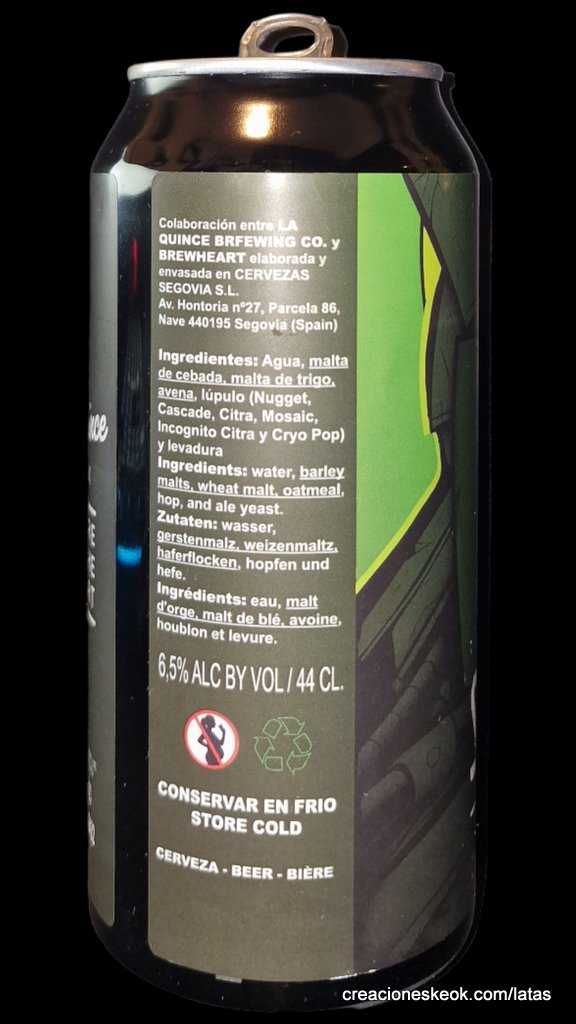 Colaboración entre LA
QUINCE BRFEWING CO. y
BREWHEART elaborada y
envasada en CERVEZAS
SEGOVIA S.L.
Av. Hontoria nº27, Parcela 86,
Nave 440195 Segovia (Spain)
Ingredientes: Agua, malta
de cebada, malta de trigo,
avena, lúpulo (Nugget,
Cascade, Citra, Mosaic,
Incognito Citra y Cryo Pop)
y levadura
Ingredients: water, barley
malts, wheat malt, oatmeal,
hop, and ale yeast.
Zutaten: wasser,
gerstenmalz, weizenmaltz,
haferflocken, hopfen und
hefe.
Ingrédients: eau, malt
d'orge, malt de blé, avoine,
houblon et levure.
6,5% ALC BY VOL / 44 CL.
CONSERVAR EN FRIO
STORE COLD
CERVEZA - BEER - BIÈRE
creacioneskeok.com/latas